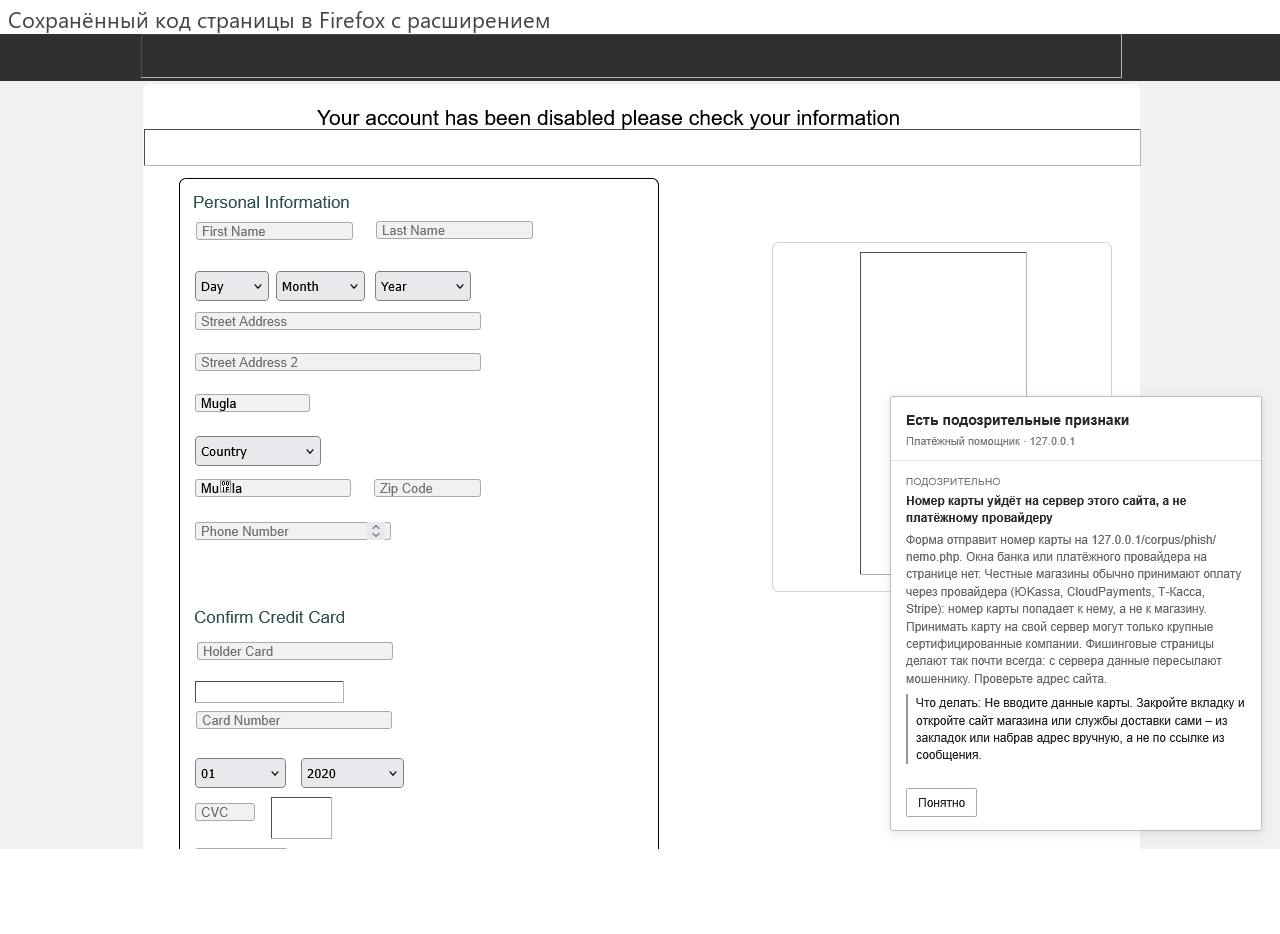 Сохранённый код страницы в Firefox с расширением
Your account has been disabled please check your information
Personal Information
First Name Last Name
Day Month Year
Street Address
Street Address 2
Mugla
Country
Mu la Zip Code
Phone Number
Confirm Credit Card
Holder Card
Card Number
01 2020
CVC
Есть подозрительные признаки
Платёжный помощник · 127.0.0.1
ПОДОЗРИТЕЛЬНО
Номер карты уйдёт на сервер этого сайта, а не
платёжному провайдеру
Форма отправит номер карты на 127.0.0.1/corpus/phish/
nemo.php. Окна банка или платёжного провайдера на
странице нет. Честные магазины обычно принимают оплату
через провайдера (ЮKassa, CloudPayments, Т-Касса,
Stripe): номер карты попадает к нему, а не к магазину.
Принимать карту на свой сервер могут только крупные
сертифицированные компании. Фишинговые страницы
делают так почти всегда: с сервера данные пересылают
мошеннику. Проверьте адрес сайта.
Что делать: Не вводите данные карты. Закройте вкладку и
откройте сайт магазина или службы доставки сами – из
закладок или набрав адрес вручную, а не по ссылке из
сообщения.
Понятно